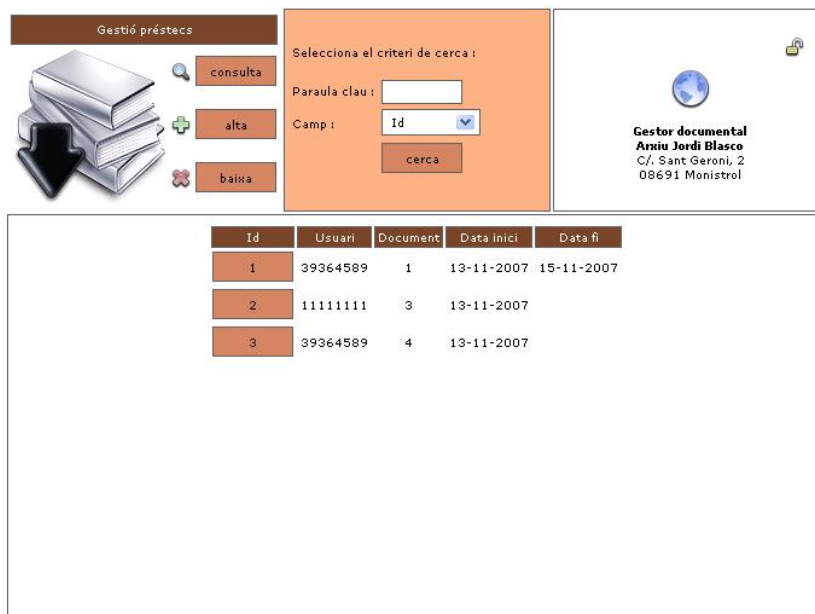 Gestió préstecs
consulta
alta
baixa
Selecciona el criteri de cerca :
Paraula clau :
Camp : Id
cerca
Gestor documental
Arxiu Jordi Blasco
C/. Sant Geroni, 2
08691 Monistrol
Id Usuari Document Data inici Data fi
1 39364589 1 13-11-2007 15-11-2007
2 11111111 3 13-11-2007
3 39364589 4 13-11-2007